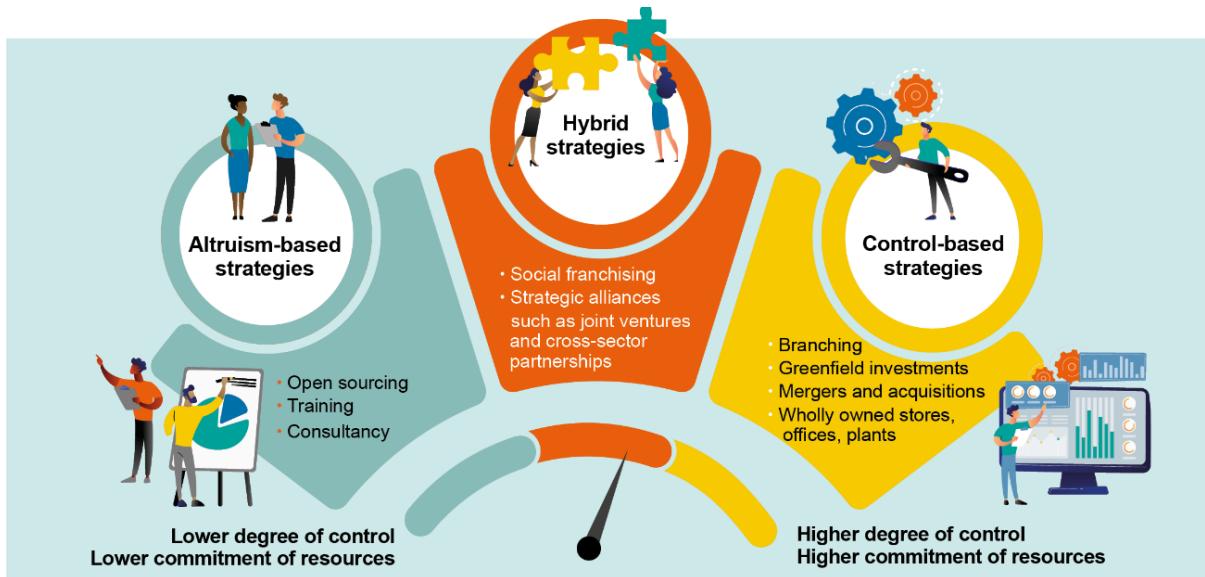 Altruism-based
strategies
• Open sourcing
• Training
• Consultancy
Hybrid
strategies
• Social franchising
• Strategic alliances
such as joint ventures
and cross-sector
partnerships
Control-based
strategies
• Branching
• Greenfield investments
• Mergers and acquisitions
• Wholly owned stores,
offices, plants
Lower degree of control
Lower commitment of resources
Higher degree of control
Higher commitment of resources